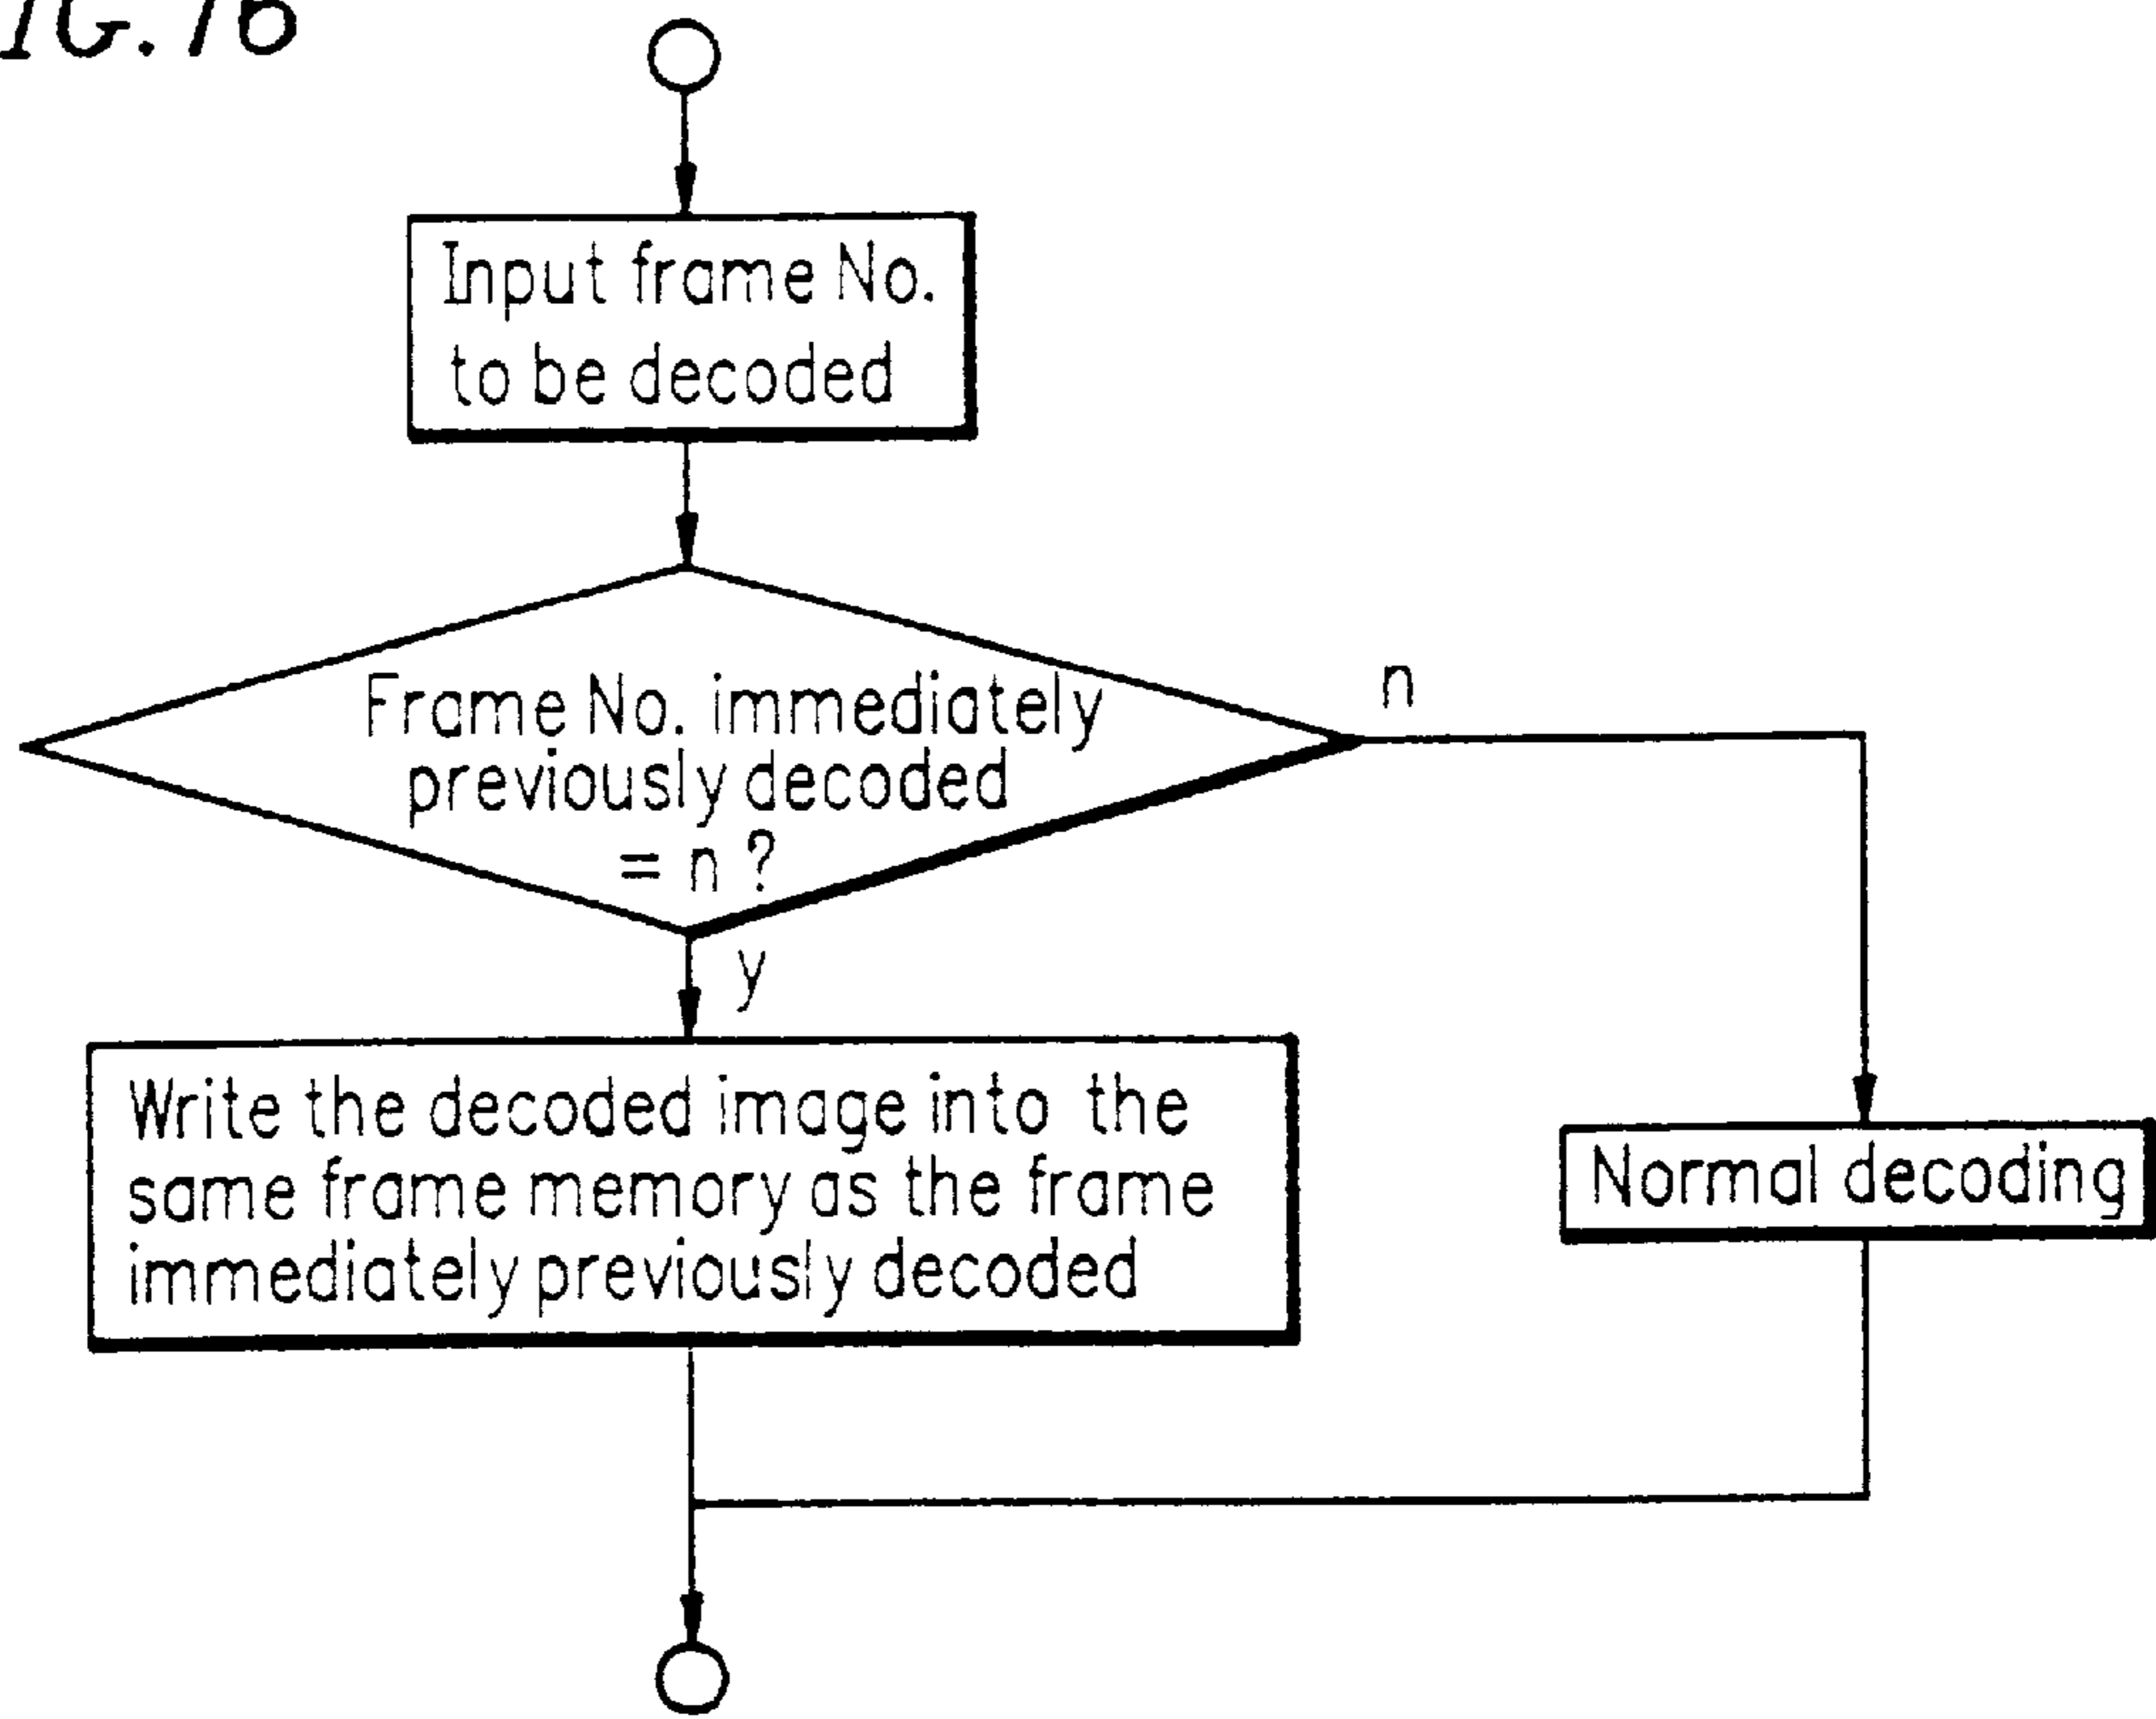 IG. 16
Input frame No.
to be decoded
Frame No. immediately
previously decoded
= n ?
n
y
Write the decoded image into the
same frame memory as the frame
immediately previously decoded
Normal decoding